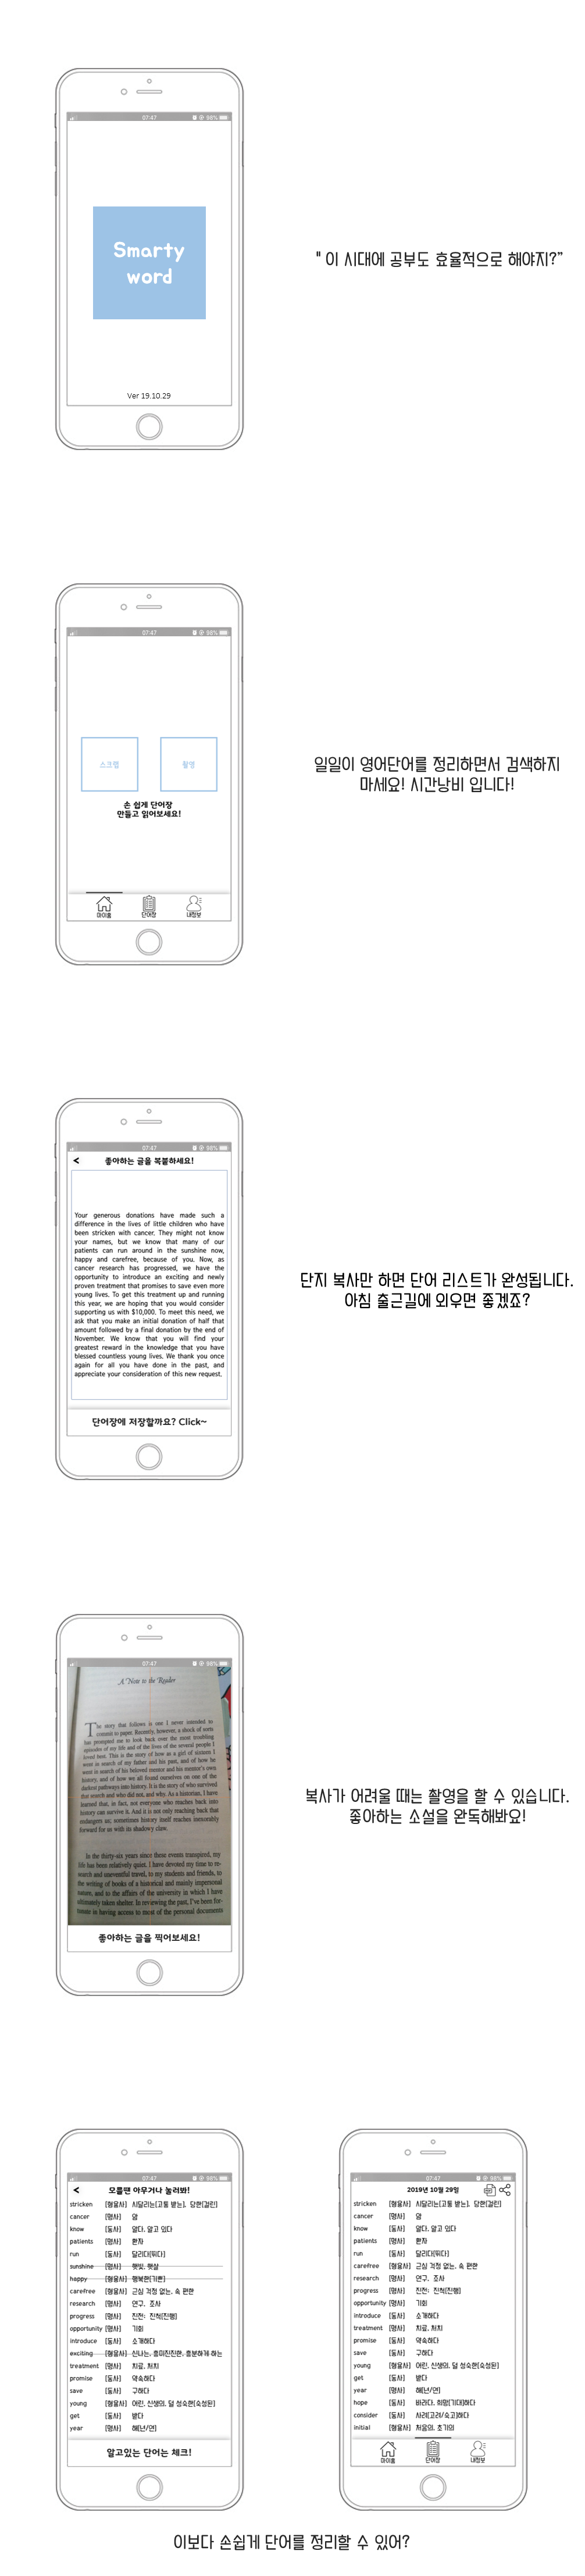 07:47
98%
Smarty
word
Ver 19.10.29
" 이 시대에 공부도 효율적으로 해야지?"
07:47
98%
스크랩
촬영
손 쉽게 단어장
만들고 읽어보세요!
마이홈
단어장
내정보
일일이 영어단어를 정리하면서 검색하지
마세요! 시간낭비 입니다!
07:47
98%
< 좋아하는 글을 복붙하세요!
Your generous donations have made such a
difference in the lives of little children who have
been stricken with cancer. They might not know
your names, but we know that many of our
patients can run around in the sunshine now,
happy and carefree, because of you. Now, as
cancer research has progressed, we have the
opportunity to introduce an exciting and newly
proven treatment that promises to save even more
young lives. To get this treatment up and running
this year, we are hoping that you would consider
supporting us with $10,000. To meet this need, we
ask that you make an initial donation of half that
amount followed by a final donation by the end of
November. We know that you will find your
greatest reward in the knowledge that you have
blessed countless young lives. We thank you once
again for all you have done in the past, and
appreciate your consideration of this new request.
단어장에 저장할까요? Click~
단지 복사만 하면 단어 리스트가 완성됩니다.
아침 출근길에 외우면 좋겠죠?
07:47
98%
A Note to the Reader
The story that follows is one I never intended to
commit to paper. Recently, however, a shock of sorts
has prompted me to look back over the most troubling
episodes of my life and of the lives of the several people I
loved best. This is the story of how as a girl of sixteen I
went in search of my father and his past, and of how he
went in search of his beloved mentor and his mentor's own
history, and of how we all found ourselves on one of the
darkest pathways into history. It is the story of who survived
that search and who did not, and why. As a historian, I have
learned that, in fact, not everyone who reaches back into
history can survive it. And it is not only reaching back that
endangers us; sometimes history itself reaches inexorably
forward for us with its shadowy claw.
In the thirty-six years since these events transpired, my
life has been relatively quiet. I have devoted my time to re-
search and uneventful travel, to my students and friends, to
the writing of books of a historical and mainly impersonal
nature, and to the affairs of the university in which I have
ultimately taken shelter. In reviewing the past, I've been for-
tunate in having access to most of the personal documents
좋아하는 글을 찍어보세요!
복사가 어려울 때는 촬영을 할 수 있습니다.
좋아하는 소설을 완독해봐요!
07:47
98%
< 모를땐 아무거나 눌러봐!
stricken [형용사] 시달리는[고통 받는], 당한[걸린]
cancer [명사] 암
know [동사] 알다, 알고 있다
patients [명사] 환자
run [동사] 달리다[뛰다]
sunshine [명사] 햇빛, 햇살
happy [형용사] 행복한[기쁜]
carefree [형용사] 근심 걱정 없는, 속 편한
research [명사] 연구, 조사
progress [명사] 진전; 진척[진행]
opportunity [명사] 기회
introduce [동사] 소개하다
exciting [형용사] 신나는, 흥미진진한, 흥분하게 하는
treatment [명사] 치료, 처치
promise [동사] 약속하다
save [동사] 구하다
young [형용사] 어린, 신생의, 덜 성숙한[숙성된]
get [동사] 받다
year [명사] 해[년/연]
알고있는 단어는 체크!
07:47
98%
2019년 10월 29일
stricken [형용사] 시달리는[고통 받는], 당한[걸린]
cancer [명사] 암
know [동사] 알다, 알고 있다
patients [명사] 환자
run [동사] 달리다[뛰다]
carefree [형용사] 근심 걱정 없는, 속 편한
research [명사] 연구, 조사
progress [명사] 진전; 진척[진행]
opportunity [명사] 기회
introduce [동사] 소개하다
treatment [명사] 치료, 처치
promise [동사] 약속하다
save [동사] 구하다
young [형용사] 어린, 신생의, 덜 성숙한[숙성된]
get [동사] 받다
year [명사] 해[년/연]
hope [동사] 바라다, 희망[기대]하다
consider [동사] 사려[고려/숙고]하다
initial [형용사] 처음의, 초기의
마이홈
단어장
내정보
이보다 손쉽게 단어를 정리할 수 있어?